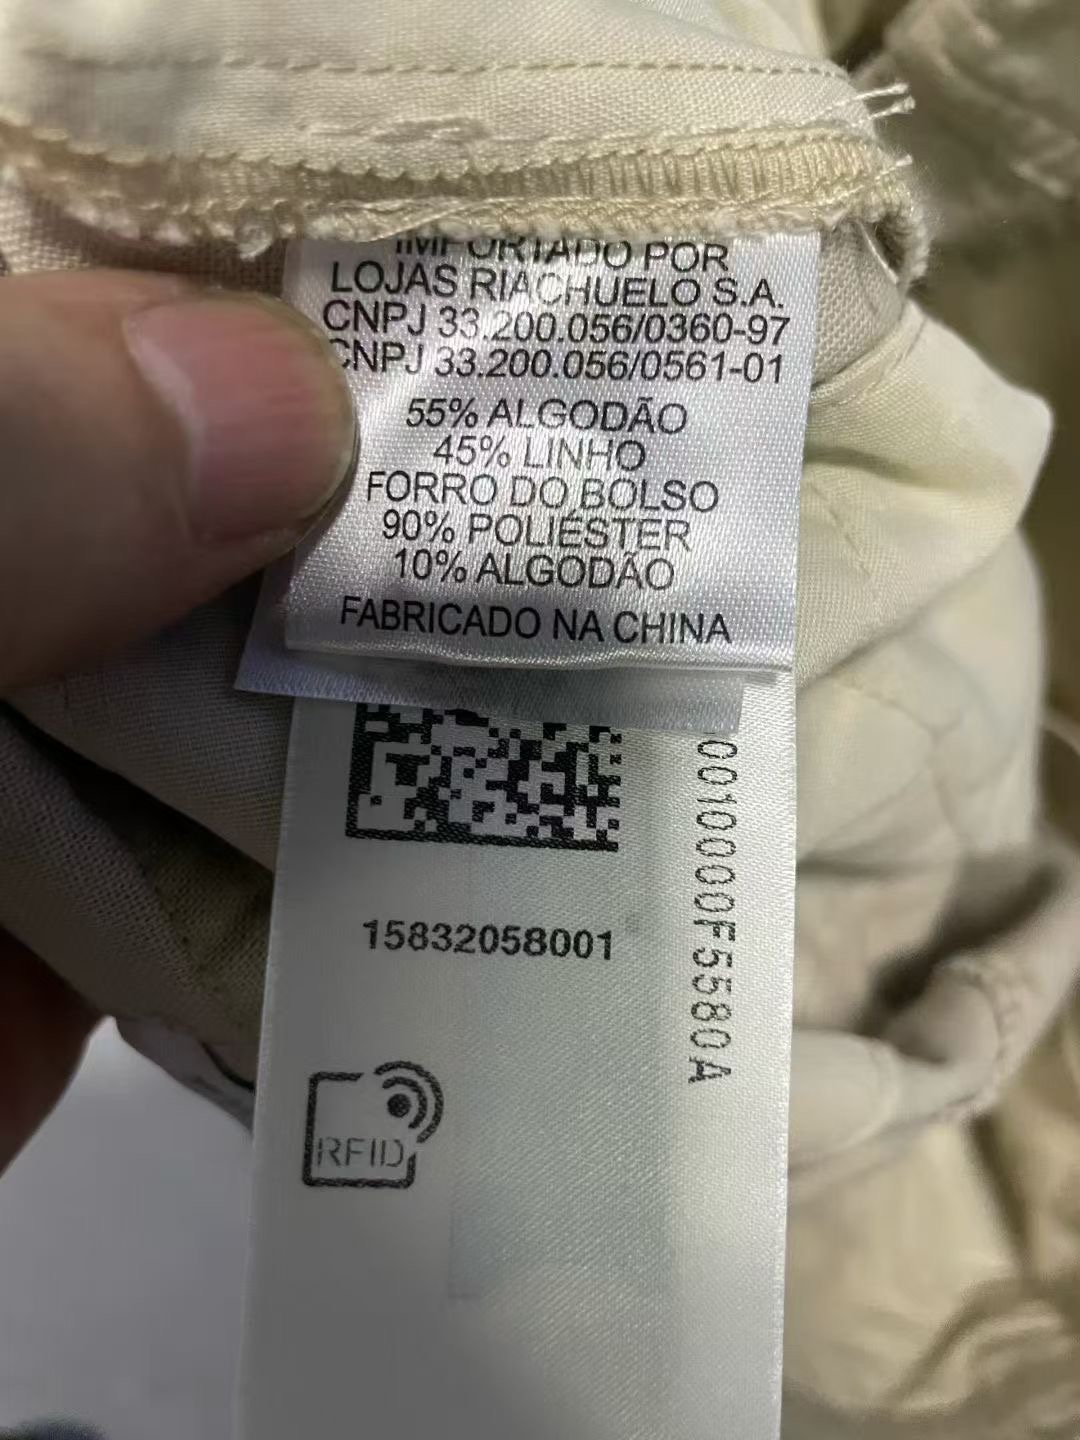 IMPORTADO POR
LOJAS RIACHUELO S.A.
CNPJ 33.200.056/0360-97
CNPJ 33.200.056/0561-01
55% ALGODÃO
45% LINHO
FORRO DO BOLSO
90% POLIÉSTER
10% ALGODÃO
FABRICADO NA CHINA
15832058001
0010000F5580A
RFID